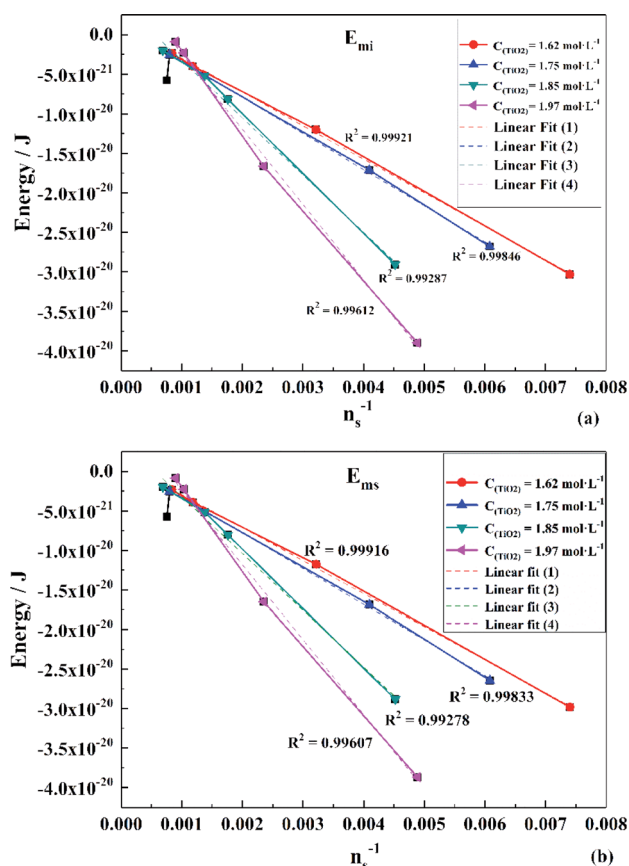 E_mi
C_(TiO2) = 1.62 mol·L⁻¹
C_(TiO2) = 1.75 mol·L⁻¹
C_(TiO2) = 1.85 mol·L⁻¹
C_(TiO2) = 1.97 mol·L⁻¹
Linear Fit (1)
Linear Fit (2)
Linear Fit (3)
Linear Fit (4)
Energy / J
0.0
-5.0x10⁻²¹
-1.0x10⁻²⁰
-1.5x10⁻²⁰
-2.0x10⁻²⁰
-2.5x10⁻²⁰
-3.0x10⁻²⁰
-3.5x10⁻²⁰
-4.0x10⁻²⁰
R² = 0.99921
R² = 0.99846
R² = 0.99287
R² = 0.99612
0.000 0.001 0.002 0.003 0.004 0.005 0.006 0.007 0.008
n_s⁻¹
(a)
E_ms
C_(TiO2) = 1.62 mol·L⁻¹
C_(TiO2) = 1.75 mol·L⁻¹
C_(TiO2) = 1.85 mol·L⁻¹
C_(TiO2) = 1.97 mol·L⁻¹
Linear fit (1)
Linear fit (2)
Linear fit (3)
Linear fit (4)
Energy / J
0.0
-5.0x10⁻²¹
-1.0x10⁻²⁰
-1.5x10⁻²⁰
-2.0x10⁻²⁰
-2.5x10⁻²⁰
-3.0x10⁻²⁰
-3.5x10⁻²⁰
-4.0x10⁻²⁰
R² = 0.99916
R² = 0.99833
R² = 0.99278
R² = 0.99607
0.000 0.001 0.002 0.003 0.004 0.005 0.006 0.007 0.008
n_s⁻¹
(b)